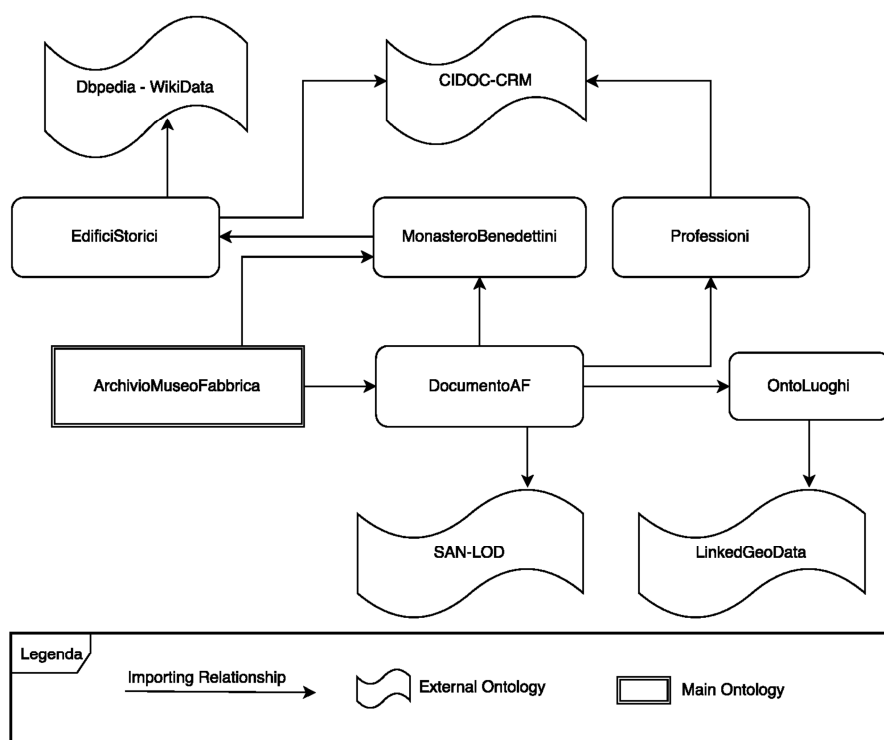 Dbpedia - WikiData
CIDOC-CRM
EdificiStorici
MonasteroBenedettini
Professioni
ArchivioMuseoFabbrica
DocumentoAF
OntoLuoghi
SAN-LOD
LinkedGeoData
Legenda
Importing Relationship
External Ontology
Main Ontology